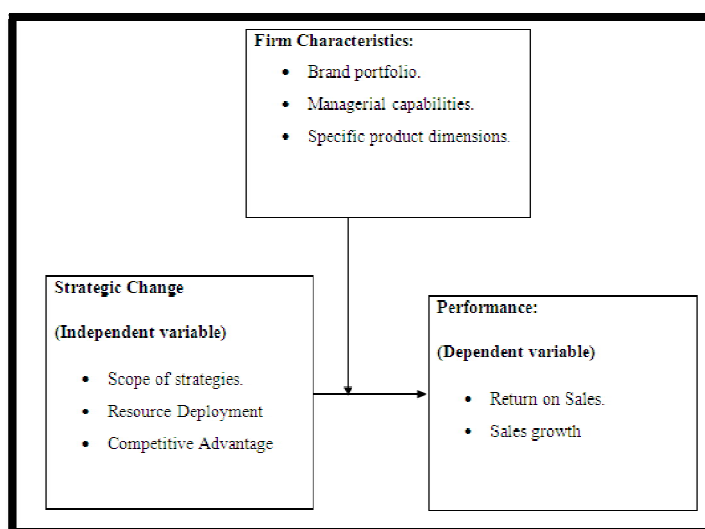 Firm Characteristics:
• Brand portfolio.
• Managerial capabilities.
• Specific product dimensions.
Strategic Change
(Independent variable)
• Scope of strategies.
• Resource Deployment
• Competitive Advantage
Performance:
(Dependent variable)
• Return on Sales.
• Sales growth